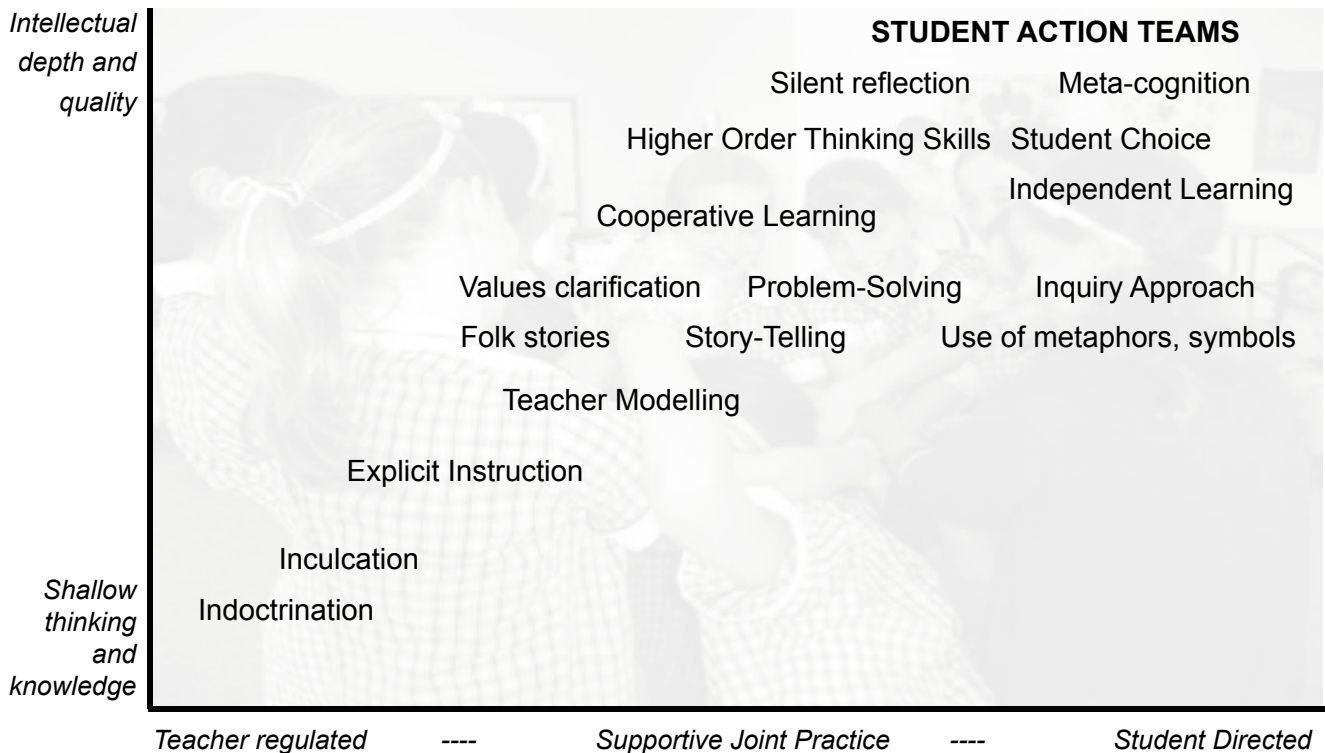 Intellectual
depth and
quality
STUDENT ACTION TEAMS
Silent reflection Meta-cognition
Higher Order Thinking Skills Student Choice
Independent Learning
Cooperative Learning
Values clarification Problem-Solving Inquiry Approach
Folk stories Story-Telling Use of metaphors, symbols
Teacher Modelling
Explicit Instruction
Inculcation
Indoctrination
Shallow
thinking
and
knowledge
Teacher regulated ---- Supportive Joint Practice ---- Student Directed